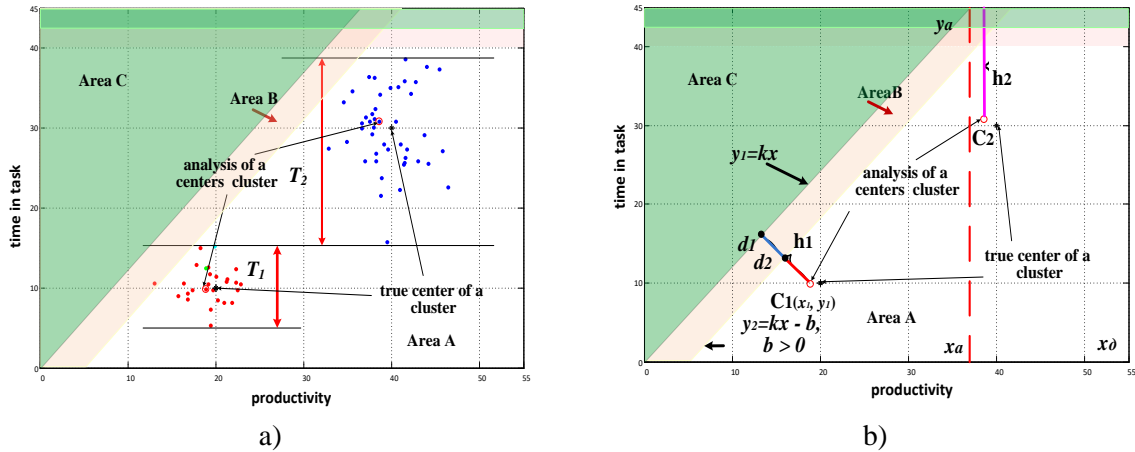 45
40
35
30
25
20
15
10
5
0
0
10
20
30
40
50
55
time in task
productivity
Area C
Area B
analysis of a
centers cluster
T2
T1
true center of a
cluster
Area A
a)
45
40
35
30
25
20
15
10
5
0
0
10
20
30
40
50
55
time in task
productivity
ya
Area C
h2
AreaB
C2
y1=kx
analysis of a
centers cluster
d1
h1
d2
true center of a
cluster
C1(x1, y1)
y2=kx - b,
b > 0
Area A
xa
x∂
b)